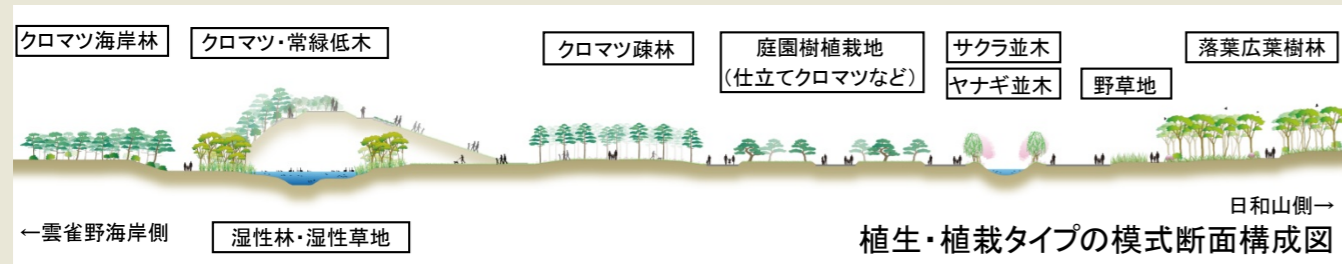 クロマツ海岸林
クロマツ・常緑低木
クロマツ疎林
庭園樹植栽地
(仕立てクロマツなど)
サクラ並木
ヤナギ並木
野草地
落葉広葉樹林
日和山側→
←雲雀野海岸側
湿性林・湿性草地
植生・植栽タイプの模式断面構成図